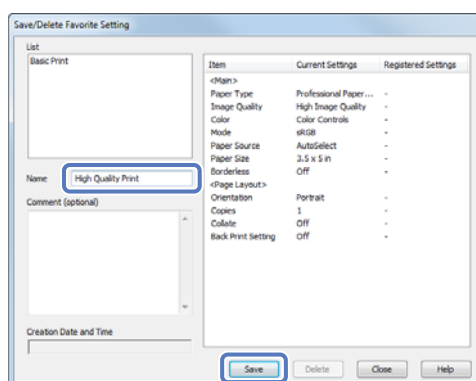 Save/Delete Favorite Setting
List
Basic Print
Name
High Quality Print
Comment (optional)
Creation Date and Time
Item Current Settings Registered Settings
<Main>
Paper Type Professional Paper... -
Image Quality High Image Quality -
Color Color Controls -
Mode sRGB -
Paper Source AutoSelect -
Paper Size 3.5 x 5 in -
Borderless Off -
<Page Layout>
Orientation Portrait -
Copies 1 -
Collate Off -
Back Print Setting Off -
Save Delete Close Help